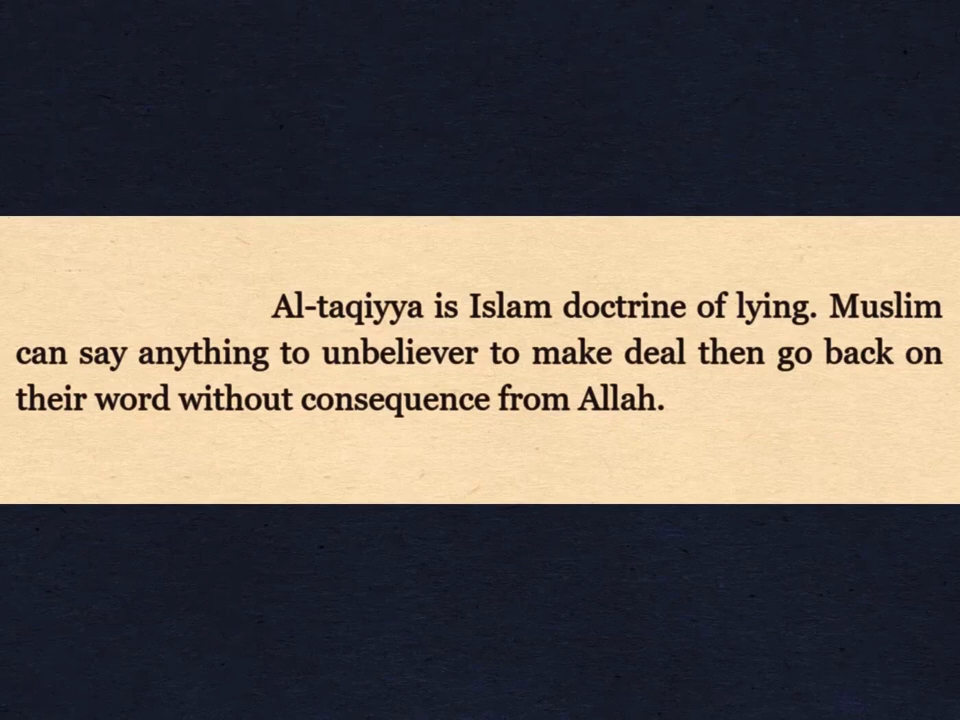 Al-taqiyya is Islam doctrine of lying. Muslim
can say anything to unbeliever to make deal then go back on
their word without consequence from Allah.